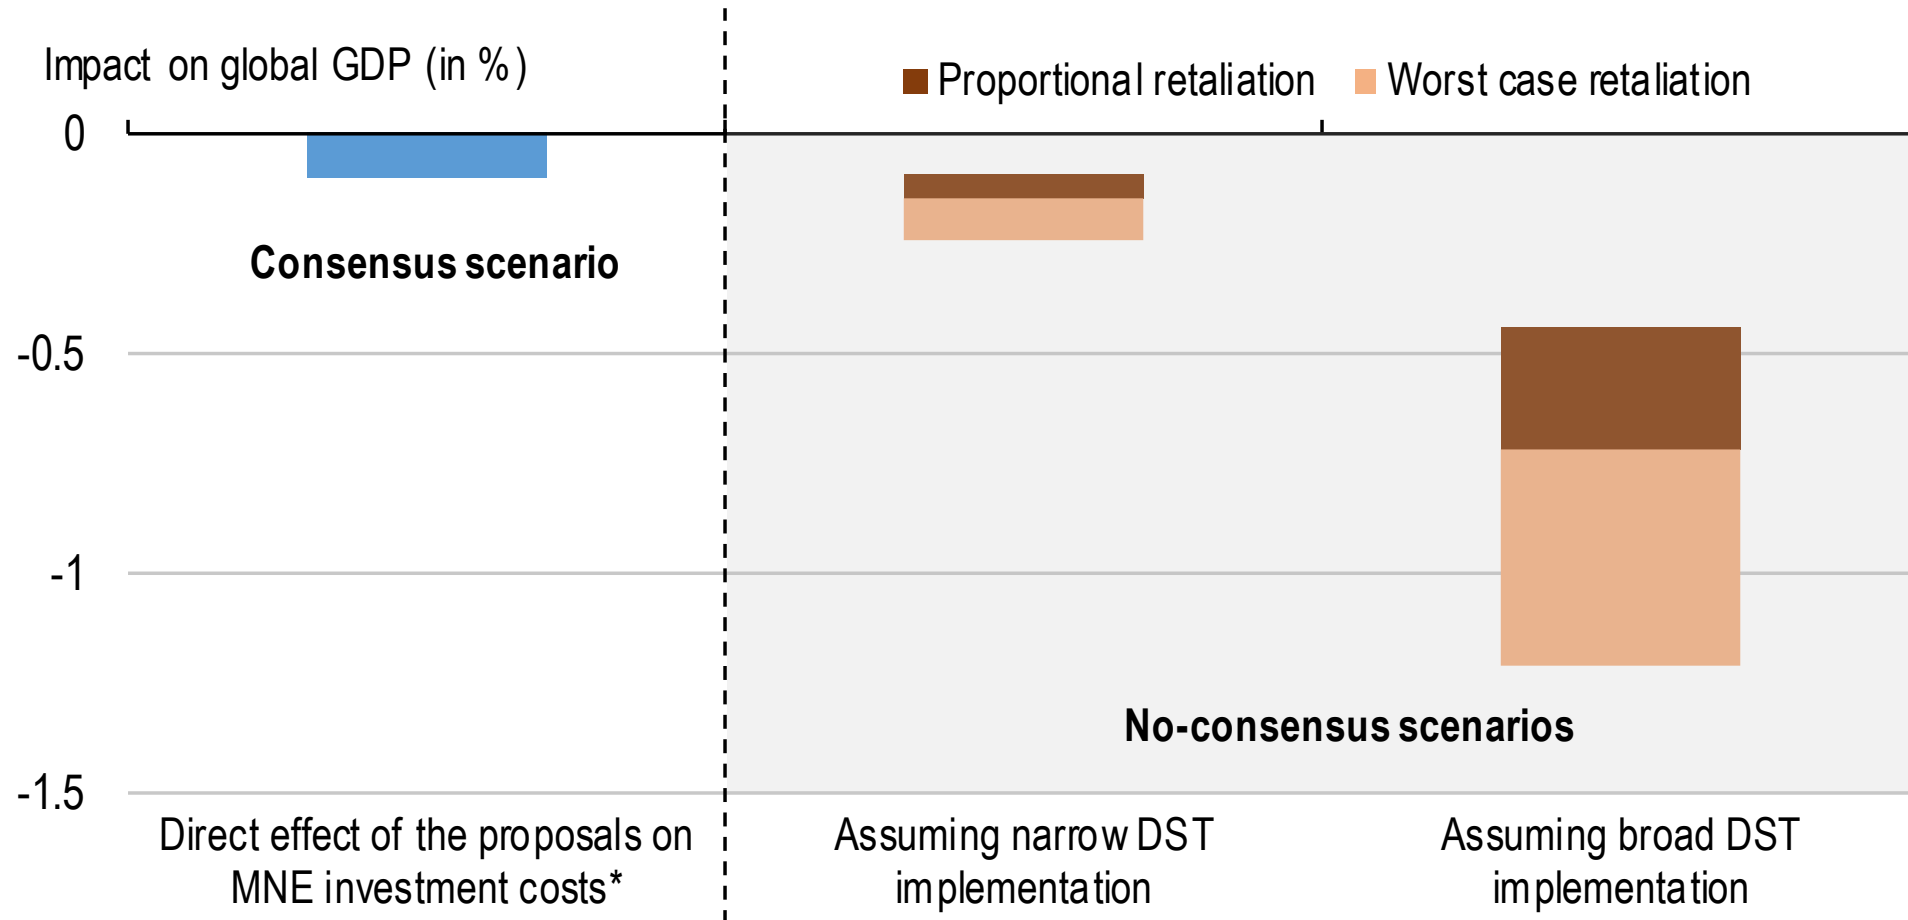 Impact on global GDP (in %)
Proportional retaliation
Worst case retaliation
0
Consensus scenario
-0.5
-1
No-consensus scenarios
-1.5
Direct effect of the proposals on
MNE investment costs*
Assuming narrow DST
implementation
Assuming broad DST
implementation